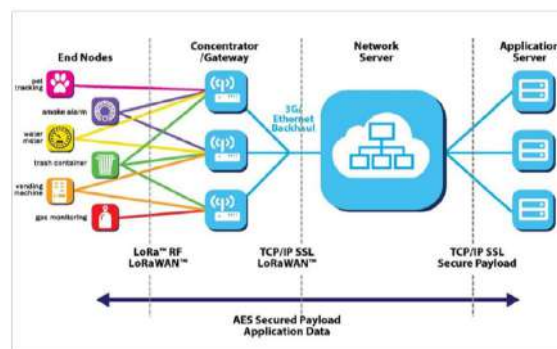 End Nodes
Concentrator
/Gateway
Network
Server
Application
Server
pet
tracking
smoke alarm
water
meter
trash container
vending
machine
gas monitoring
3G/
Ethernet
Backhaul
LoRa™ RF
LoRaWAN™
TCP/IP SSL
LoRaWAN™
TCP/IP SSL
Secure Payload
AES Secured Payload
Application Data